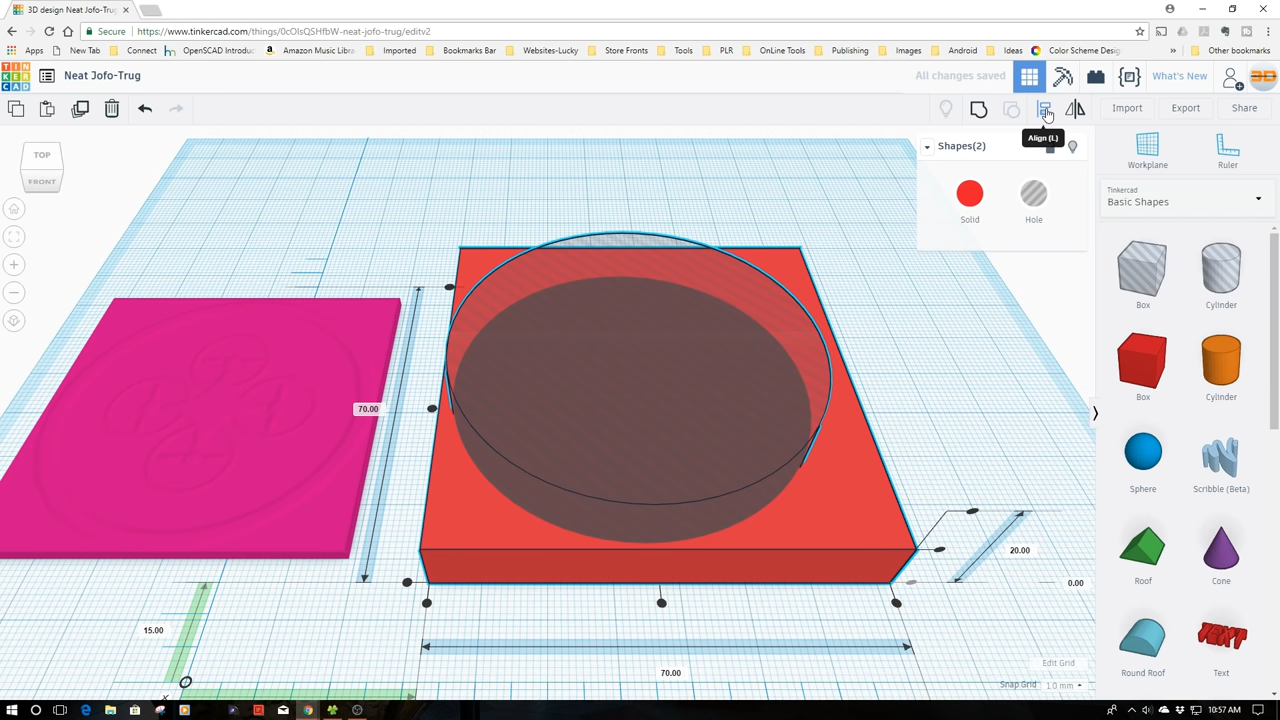 3D design Neat Jofo-Trug
Secure
https://www.tinkercad.com/things/0cOlsQSHfbW-neat-jofo-trug/editv2
Apps
New Tab
Connect
OpenSCAD Introduc
Amazon Music Libra
Imported
Bookmarks Bar
Websites-Lucky
Store Fronts
Tools
PLR
OnLine Tools
Publishing
Images
Android
Ideas
Color Scheme Desig
»
Other bookmarks
TIN
KER
CAD
Neat Jofo-Trug
All changes saved
What's New
Import
Export
Share
Align (L)
TOP
FRONT
Shapes(2)
Solid
Hole
Workplane
Ruler
Tinkercad
Basic Shapes
Box
Cylinder
Box
Cylinder
Sphere
Scribble (Beta)
Roof
Cone
Round Roof
Text
TEXT
70.00
20.00
0.00
15.00
70.00
Edit Grid
Snap Grid
1.0 mm
10:57 AM